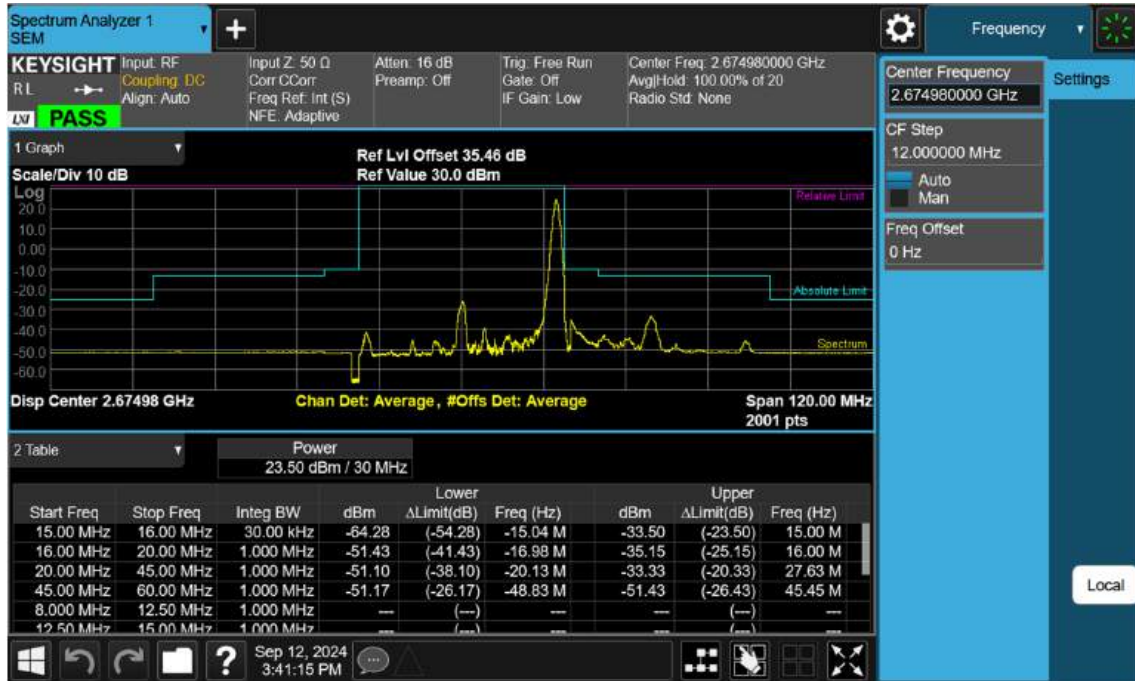 Spectrum Analyzer 1
SEM
+
Frequency
KEYSIGHT
RL
LXI
PASS
Input: RF
Coupling: DC
Align: Auto
Input Z: 50 Ω
Corr CCorr
Freq Ref: Int (S)
NFE: Adaptive
Atten: 16 dB
Preamp: Off
Trig: Free Run
Gate: Off
IF Gain: Low
Center Freq: 2.674980000 GHz
Avg|Hold: 100.00% of 20
Radio Std: None
Center Frequency
2.674980000 GHz
Settings
CF Step
12.000000 MHz
Auto
Man
Freq Offset
0 Hz
Local
1 Graph
Scale/Div 10 dB
Ref Lvl Offset 35.46 dB
Ref Value 30.0 dBm
Log
20.0
10.0
0.00
-10.0
-20.0
-30.0
-40.0
-50.0
-60.0
Relative Limit
Absolute Limit
Spectrum
Disp Center 2.67498 GHz
Chan Det: Average, #Offs Det: Average
Span 120.00 MHz
2001 pts
2 Table
Power
23.50 dBm / 30 MHz
Lower Upper
Start Freq Stop Freq Integ BW dBm ΔLimit(dB) Freq (Hz) dBm ΔLimit(dB) Freq (Hz)
15.00 MHz 16.00 MHz 30.00 kHz -64.28 (-54.28) -15.04 M -33.50 (-23.50) 15.00 M
16.00 MHz 20.00 MHz 1.000 MHz -51.43 (-41.43) -16.98 M -35.15 (-25.15) 16.00 M
20.00 MHz 45.00 MHz 1.000 MHz -51.10 (-38.10) -20.13 M -33.33 (-20.33) 27.63 M
45.00 MHz 60.00 MHz 1.000 MHz -51.17 (-26.17) -48.83 M -51.43 (-26.43) 45.45 M
8.000 MHz 12.50 MHz 1.000 MHz --- (---) --- --- (---) ---
12.50 MHz 15.00 MHz 1.000 MHz --- (---) --- --- (---) ---
?
Sep 12, 2024
3:41:15 PM